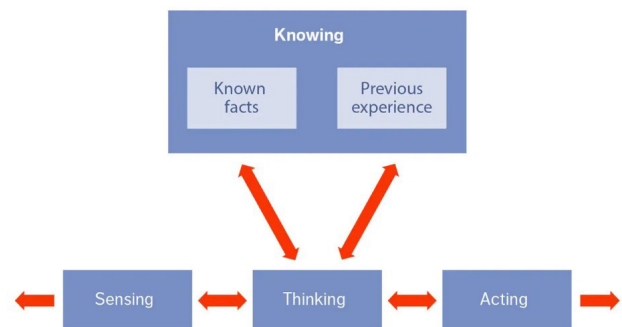 Knowing
Known
facts
Previous
experience
Sensing
Thinking
Acting